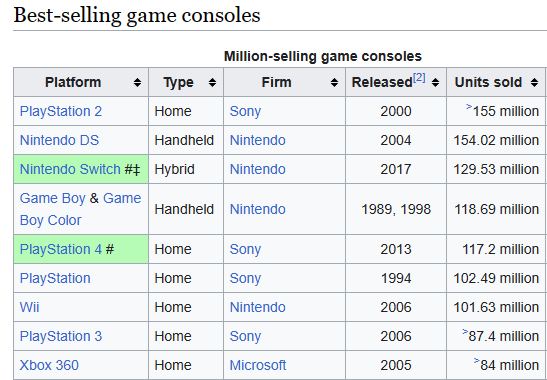 Best-selling game consoles
Million-selling game consoles
Platform Type Firm Released[2] Units sold
PlayStation 2 Home Sony 2000 >155 million
Nintendo DS Handheld Nintendo 2004 154.02 million
Nintendo Switch #‡ Hybrid Nintendo 2017 129.53 million
Game Boy & Game
Boy Color Handheld Nintendo 1989, 1998 118.69 million
PlayStation 4 # Home Sony 2013 117.2 million
PlayStation Home Sony 1994 102.49 million
Wii Home Nintendo 2006 101.63 million
PlayStation 3 Home Sony 2006 >87.4 million
Xbox 360 Home Microsoft 2005 >84 million